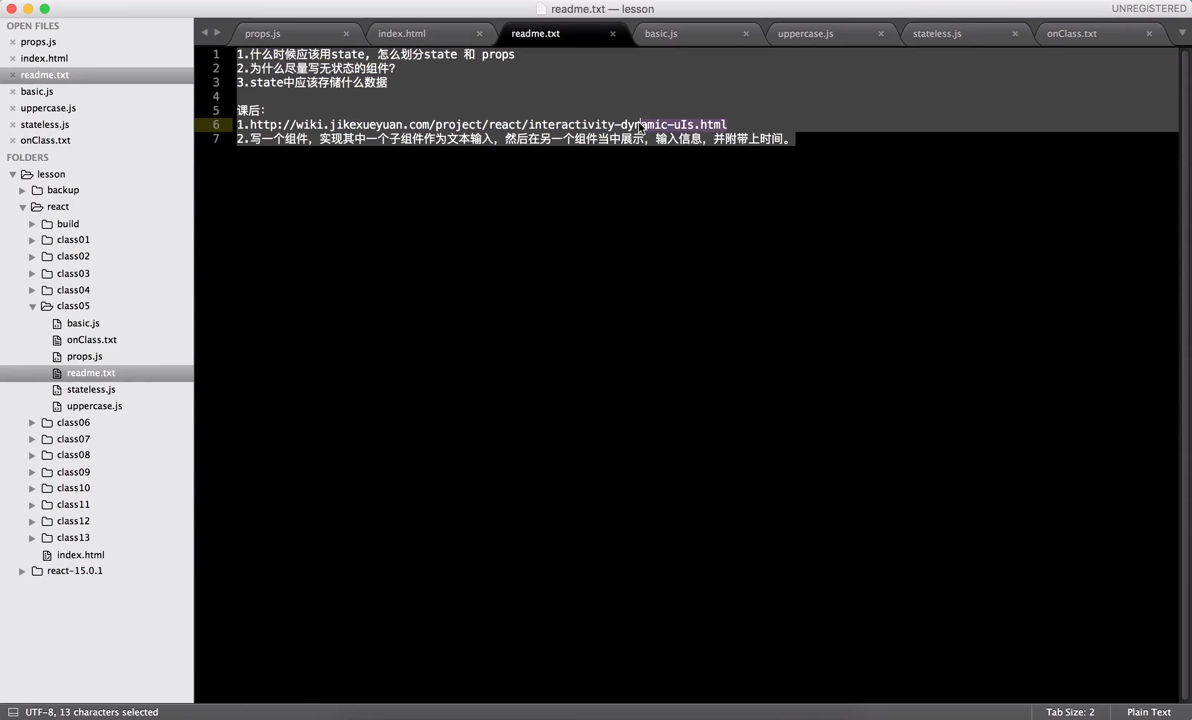 readme.txt — lesson
UNREGISTERED
OPEN FILES
props.js
index.html
readme.txt
basic.js
uppercase.js
stateless.js
onClass.txt
FOLDERS
lesson
backup
react
build
class01
class02
class03
class04
class05
basic.js
onClass.txt
props.js
readme.txt
stateless.js
uppercase.js
class06
class07
class08
class09
class10
class11
class12
class13
index.html
react-15.0.1
props.js
index.html
readme.txt
basic.js
uppercase.js
stateless.js
onClass.txt
1 1.什么时候应该用state, 怎么划分state 和 props
2 2.为什么尽量写无状态的组件?
3 3.state中应该存储什么数据
4
5 课后:
6 1.http://wiki.jikexueyuan.com/project/react/interactivity-dynamic-uIs.html
7 2.写一个组件, 实现其中一个子组件作为文本输入, 然后在另一个组件当中展示, 输入信息, 并附带上时间。
UTF-8, 13 characters selected
Tab Size: 2
Plain Text